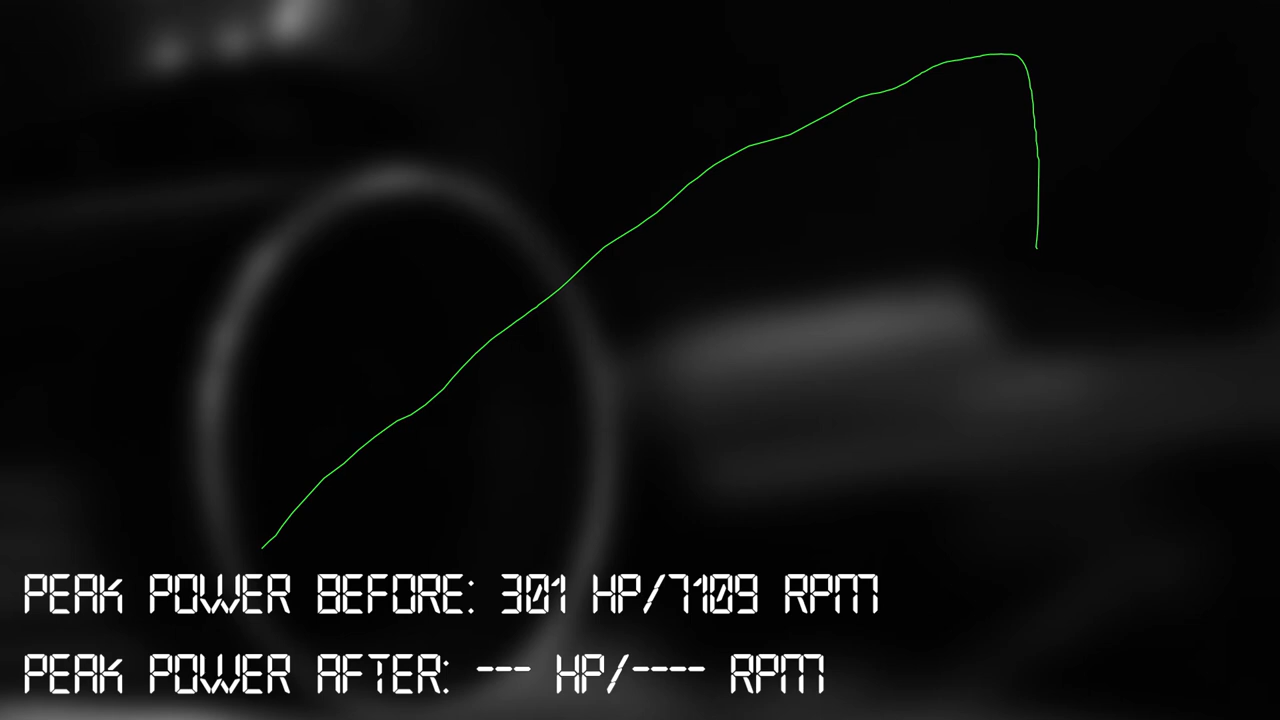 PEAK POWER BEFORE: 301 HP/7109 RPM
PEAK POWER AFTER: --- HP/---- RPM